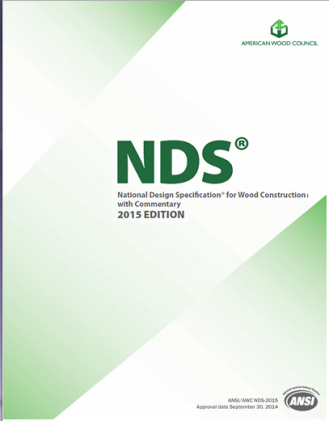 AMERICAN WOOD COUNCIL
NDS®
National Design Specification® for Wood Construction
with Commentary
2015 EDITION
ANSI/AWC NDS-2015
Approval date September 30, 2014
ANSI